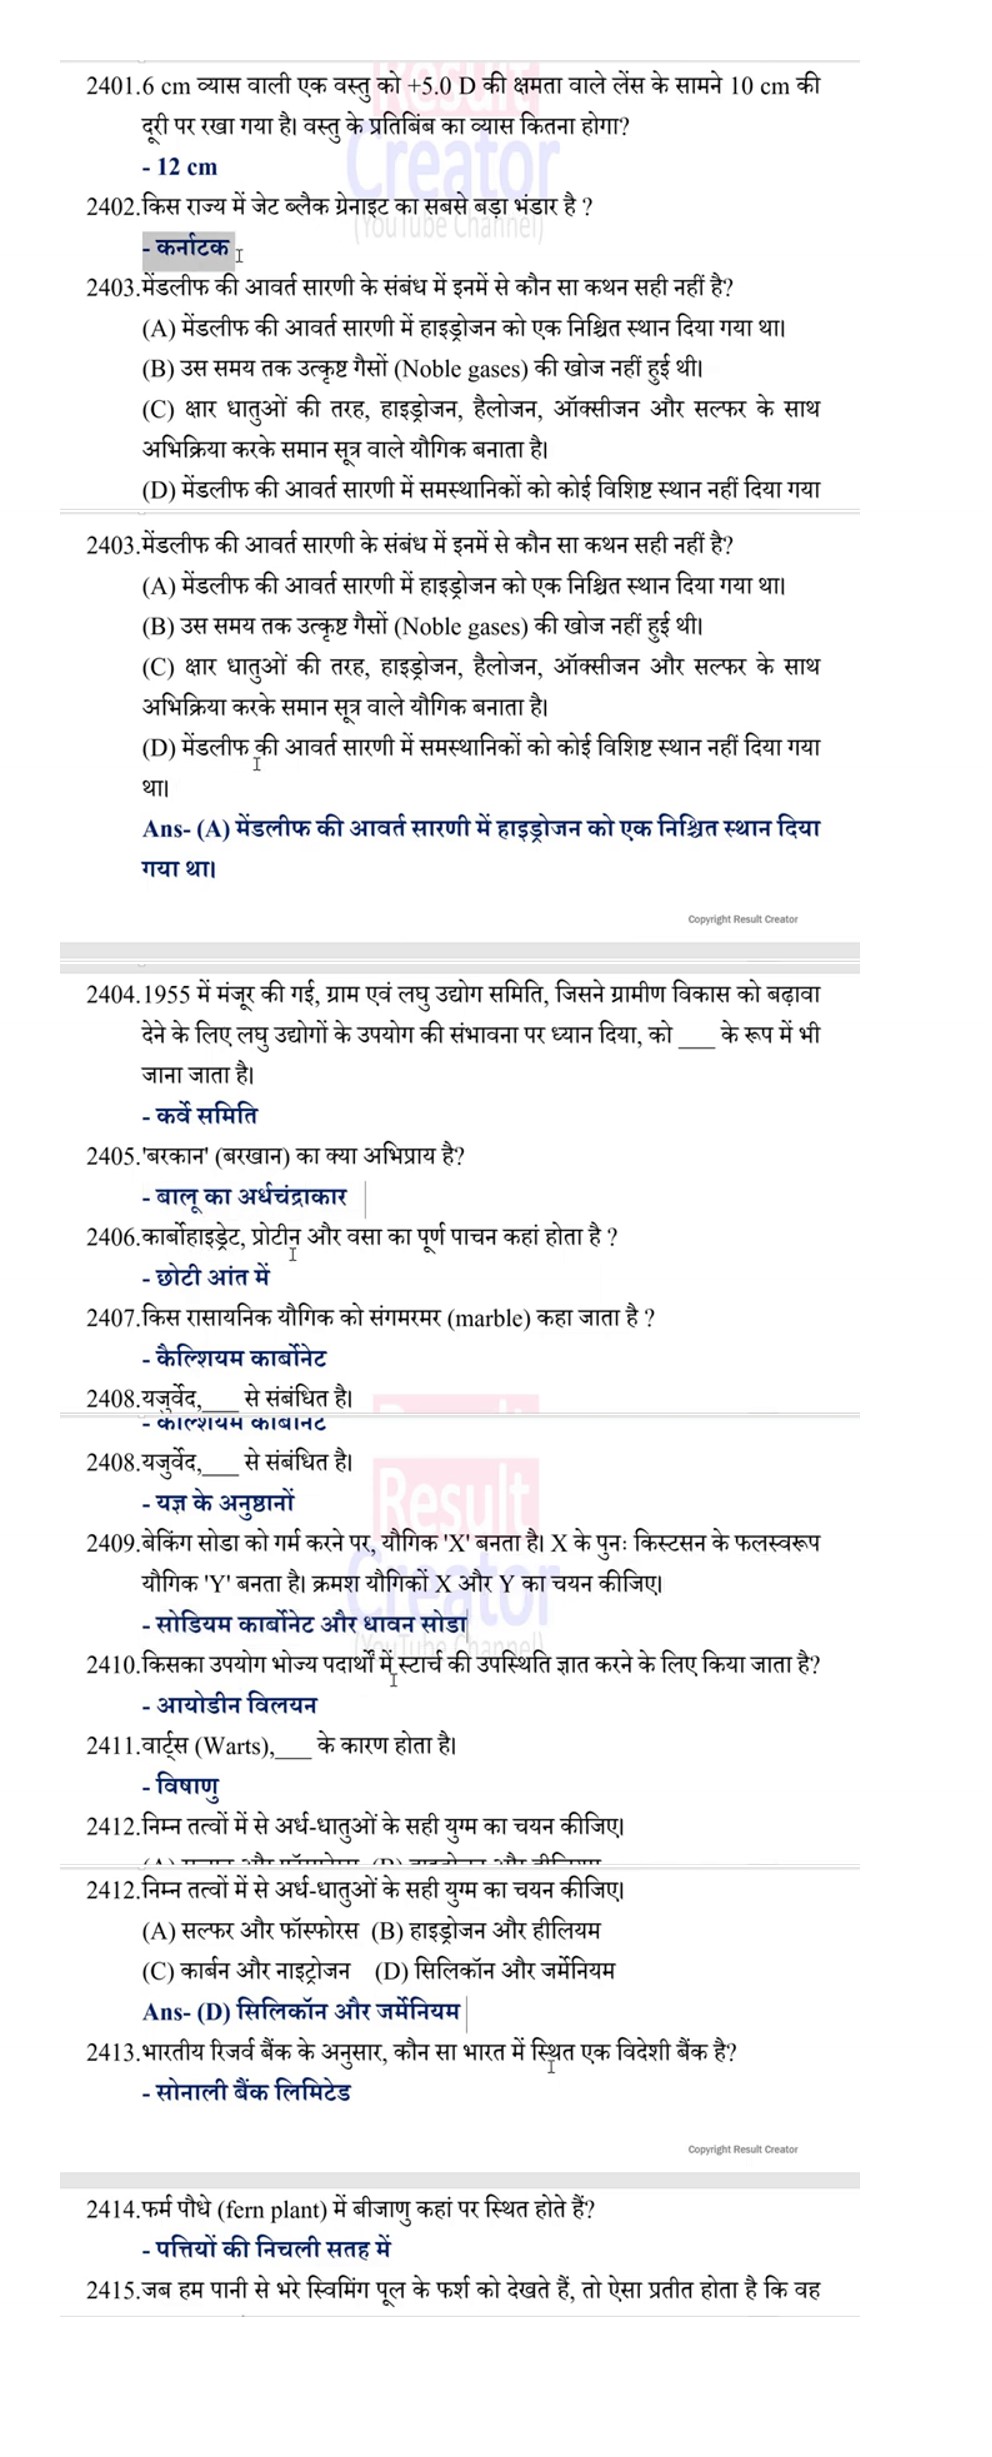 Result
2401.6 cm व्यास वाली एक वस्तु को +5.0 D की क्षमता वाले लेंस के सामने 10 cm की
दूरी पर रखा गया है। वस्तु के प्रतिबिंब का व्यास कितना होगा?
Creator
- 12 cm
2402.किस राज्य में जेट ब्लैक ग्रेनाइट का सबसे बड़ा भंडार है ?
(YouTube Channel)
- कर्नाटक
2403.मेंडलीफ की आवर्त सारणी के संबंध में इनमें से कौन सा कथन सही नहीं है?
(A) मेंडलीफ की आवर्त सारणी में हाइड्रोजन को एक निश्चित स्थान दिया गया था।
(B) उस समय तक उत्कृष्ट गैसों (Noble gases) की खोज नहीं हुई थी।
(C) क्षार धातुओं की तरह, हाइड्रोजन, हैलोजन, ऑक्सीजन और सल्फर के साथ
अभिक्रिया करके समान सूत्र वाले यौगिक बनाता है।
(D) मेंडलीफ की आवर्त सारणी में समस्थानिकों को कोई विशिष्ट स्थान नहीं दिया गया
2403.मेंडलीफ की आवर्त सारणी के संबंध में इनमें से कौन सा कथन सही नहीं है?
(A) मेंडलीफ की आवर्त सारणी में हाइड्रोजन को एक निश्चित स्थान दिया गया था।
(B) उस समय तक उत्कृष्ट गैसों (Noble gases) की खोज नहीं हुई थी।
(C) क्षार धातुओं की तरह, हाइड्रोजन, हैलोजन, ऑक्सीजन और सल्फर के साथ
अभिक्रिया करके समान सूत्र वाले यौगिक बनाता है।
(D) मेंडलीफ की आवर्त सारणी में समस्थानिकों को कोई विशिष्ट स्थान नहीं दिया गया
था।
Ans- (A) मेंडलीफ की आवर्त सारणी में हाइड्रोजन को एक निश्चित स्थान दिया
गया था।
Copyright Result Creator
2404.1955 में मंजूर की गई, ग्राम एवं लघु उद्योग समिति, जिसने ग्रामीण विकास को बढ़ावा
देने के लिए लघु उद्योगों के उपयोग की संभावना पर ध्यान दिया, को ___ के रूप में भी
जाना जाता है।
- कर्वे समिति
2405.'बरकान' (बरखान) का क्या अभिप्राय है?
- बालू का अर्धचंद्राकार
2406.कार्बोहाइड्रेट, प्रोटीन और वसा का पूर्ण पाचन कहां होता है ?
- छोटी आंत में
2407.किस रासायनिक यौगिक को संगमरमर (marble) कहा जाता है ?
- कैल्शियम कार्बोनेट
2408.यजुर्वेद,___ से संबंधित है।
- कैल्शियम कार्बोनेट
2408.यजुर्वेद,___ से संबंधित है।
- यज्ञ के अनुष्ठानों
Result
2409.बेकिंग सोडा को गर्म करने पर, यौगिक 'X' बनता है। X के पुनः किस्टसन के फलस्वरूप
यौगिक 'Y' बनता है। क्रमश यौगिकों X और Y का चयन कीजिए।
Creator
- सोडियम कार्बोनेट और धावन सोडा
(YouTube Channel)
2410.किसका उपयोग भोज्य पदार्थों में स्टार्च की उपस्थिति ज्ञात करने के लिए किया जाता है?
- आयोडीन विलयन
2411.वार्ट्स (Warts),___ के कारण होता है।
- विषाणु
2412.निम्न तत्वों में से अर्ध-धातुओं के सही युग्म का चयन कीजिए।
2412.निम्न तत्वों में से अर्ध-धातुओं के सही युग्म का चयन कीजिए।
(A) सल्फर और फॉस्फोरस (B) हाइड्रोजन और हीलियम
(C) कार्बन और नाइट्रोजन (D) सिलिकॉन और जर्मेनियम
Ans- (D) सिलिकॉन और जर्मेनियम
2413.भारतीय रिजर्व बैंक के अनुसार, कौन सा भारत में स्थित एक विदेशी बैंक है?
- सोनाली बैंक लिमिटेड
Copyright Result Creator
2414.फर्म पौधे (fern plant) में बीजाणु कहां पर स्थित होते हैं?
- पत्तियों की निचली सतह में
2415.जब हम पानी से भरे स्विमिंग पूल के फर्श को देखते हैं, तो ऐसा प्रतीत होता है कि वह